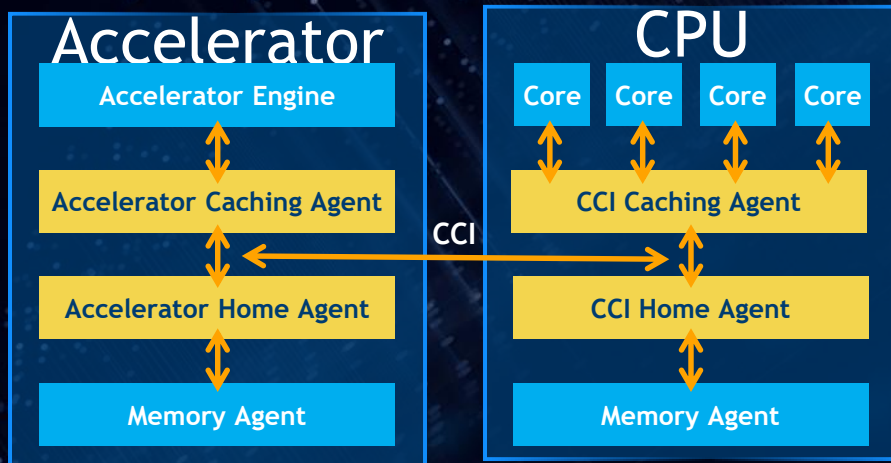 Accelerator
Accelerator Engine
Accelerator Caching Agent
Accelerator Home Agent
Memory Agent
CCI
CPU
Core Core Core Core
CCI Caching Agent
CCI Home Agent
Memory Agent